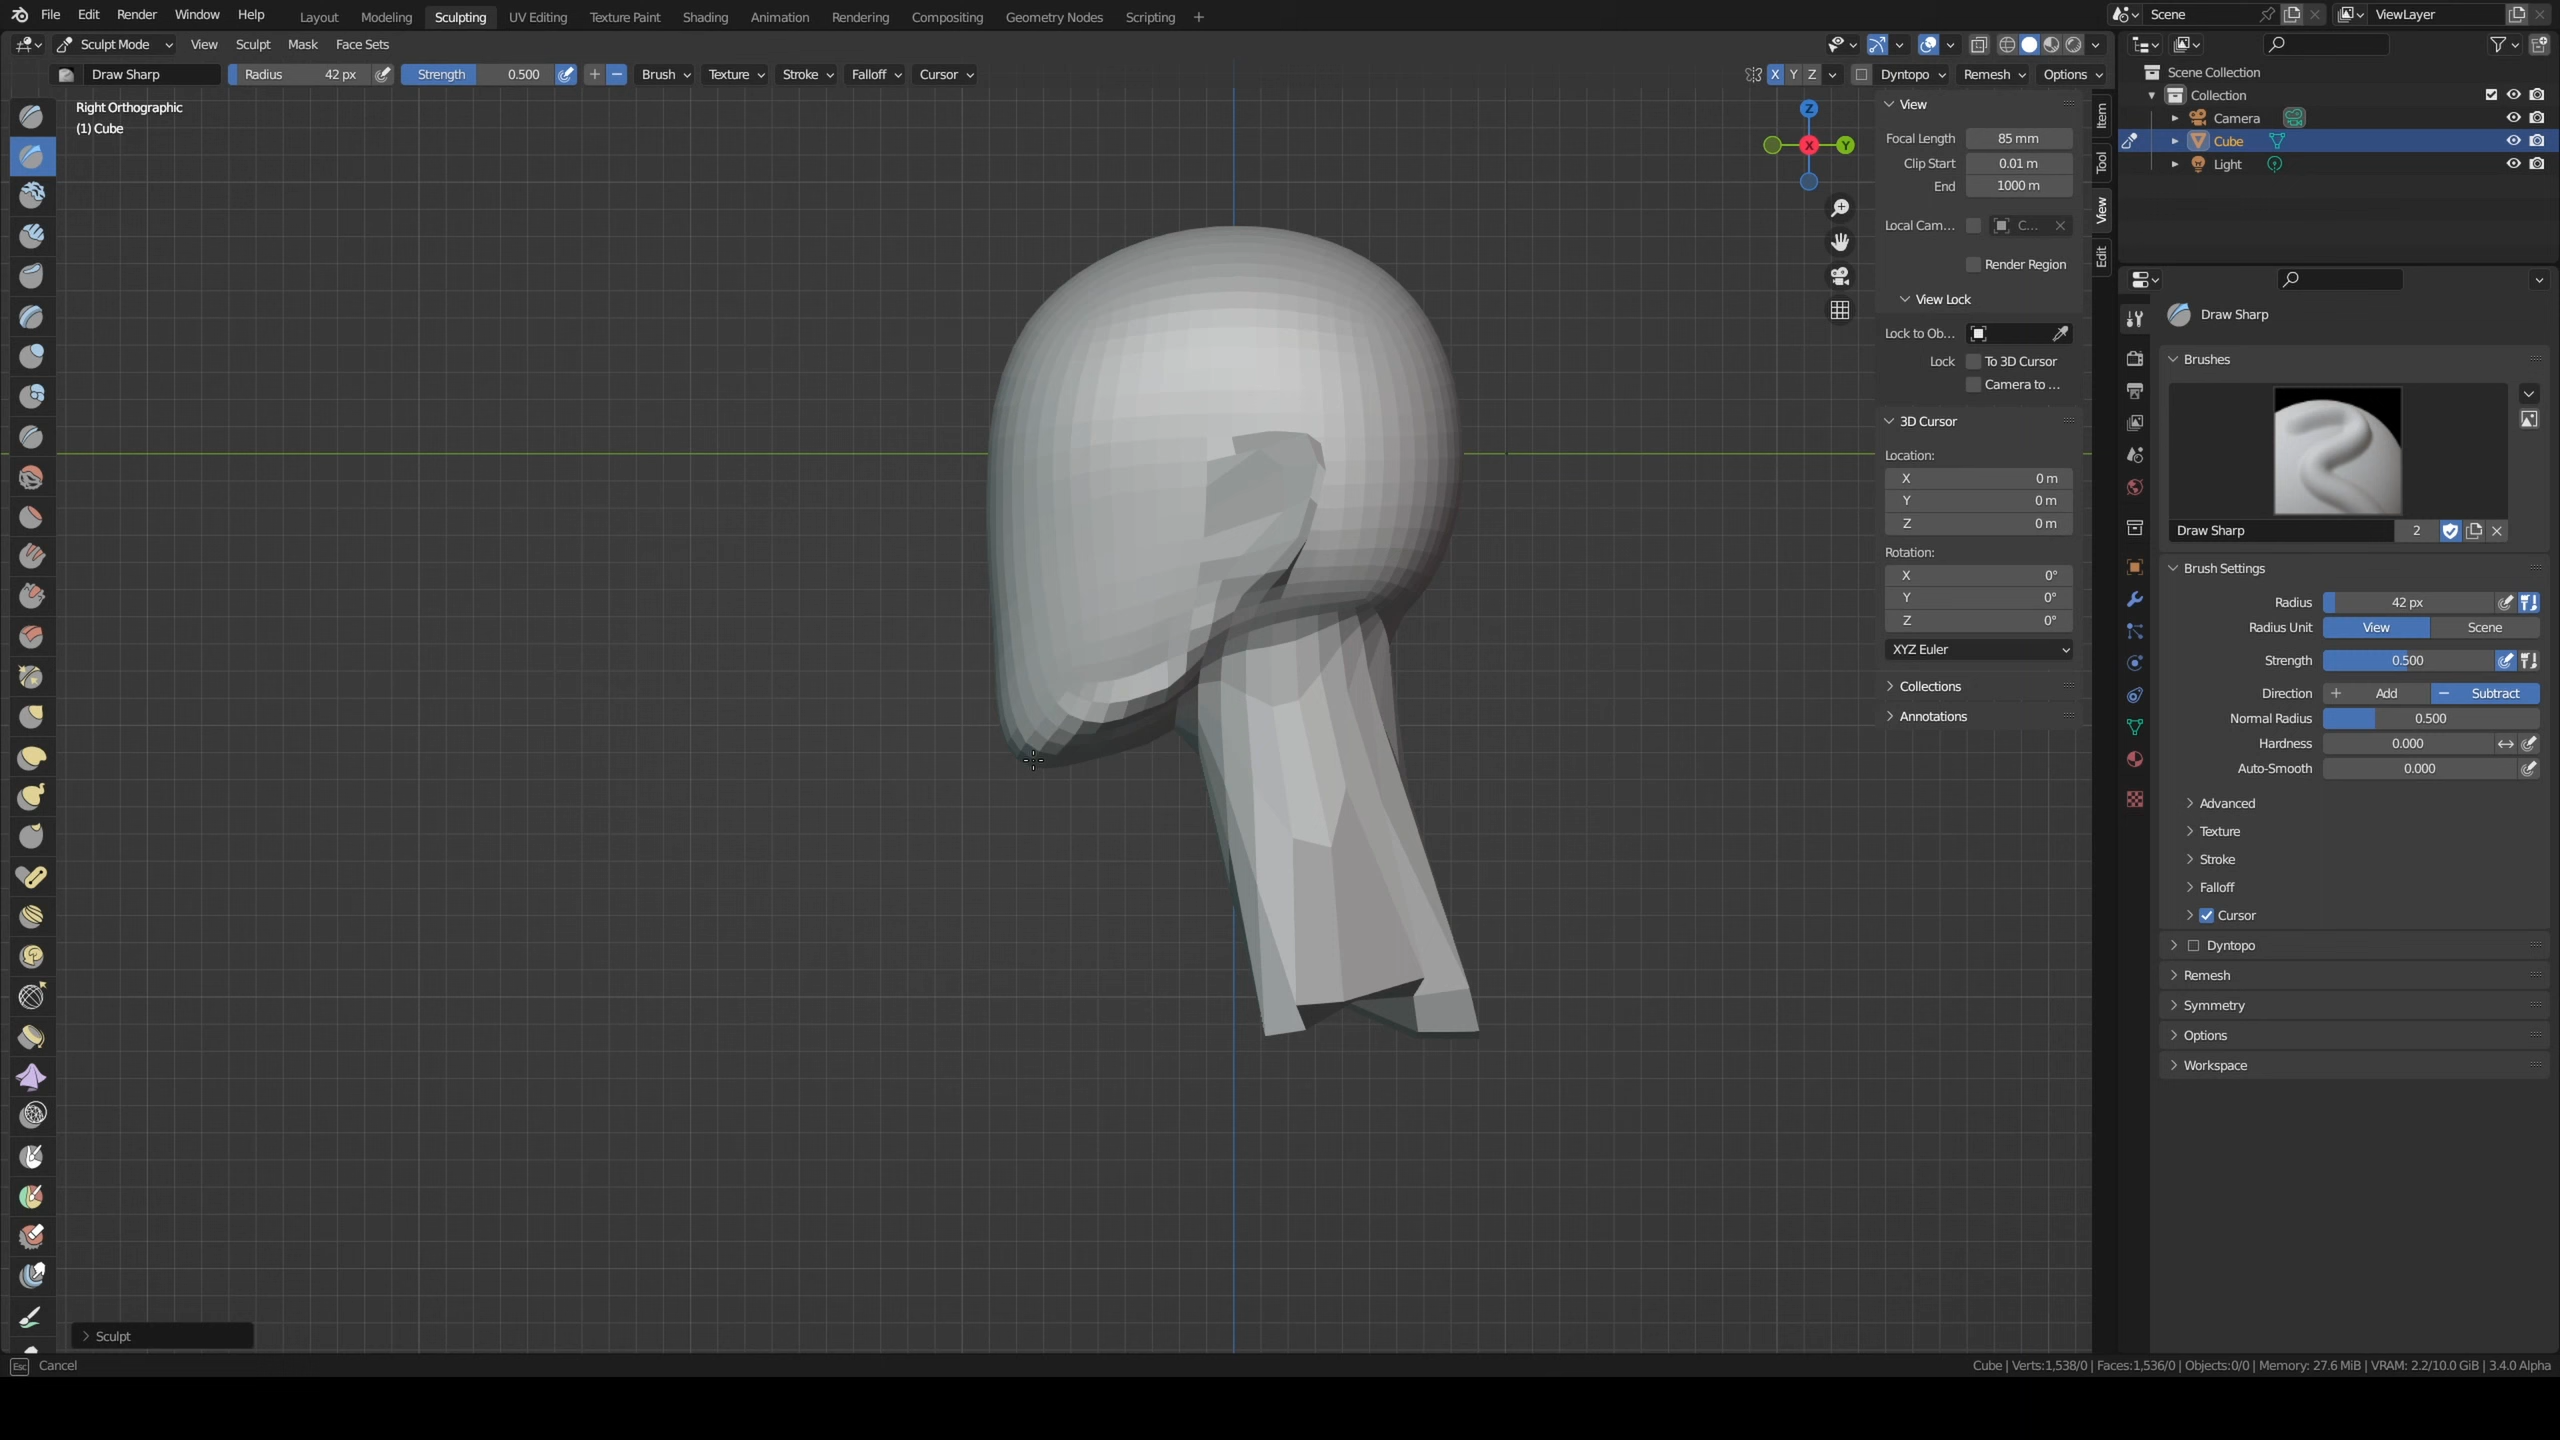 File Edit Render Window Help Layout Modeling Sculpting UV Editing Texture Paint Shading Animation Rendering Compositing Geometry Nodes Scripting + Scene ViewLayer
Sculpt Mode View Sculpt Mask Face Sets
Draw Sharp Radius 42 px Strength 0.500 Brush Texture Stroke Falloff Cursor X Y Z Dyntopo Remesh Options
Right Orthographic
(1) Cube
Z
X
Y
View
Focal Length 85 mm
Clip Start 0.01 m
End 1000 m
Local Cam... C...
Render Region
View Lock
Lock to Ob...
Lock To 3D Cursor
Camera to ...
3D Cursor
Location:
X 0 m
Y 0 m
Z 0 m
Rotation:
X 0°
Y 0°
Z 0°
XYZ Euler
Collections
Annotations
Item
Tool
View
Edit
Scene Collection
Collection
Camera
Cube
Light
Draw Sharp
Brushes
Draw Sharp 2
Brush Settings
Radius 42 px
Radius Unit View Scene
Strength 0.500
Direction Add Subtract
Normal Radius 0.500
Hardness 0.000
Auto-Smooth 0.000
Advanced
Texture
Stroke
Falloff
Cursor
Dyntopo
Remesh
Symmetry
Options
Workspace
Sculpt
Esc Cancel
Cube | Verts:1,538/0 | Faces:1,536/0 | Objects:0/0 | Memory: 27.6 MiB | VRAM: 2.2/10.0 GiB | 3.4.0 Alpha